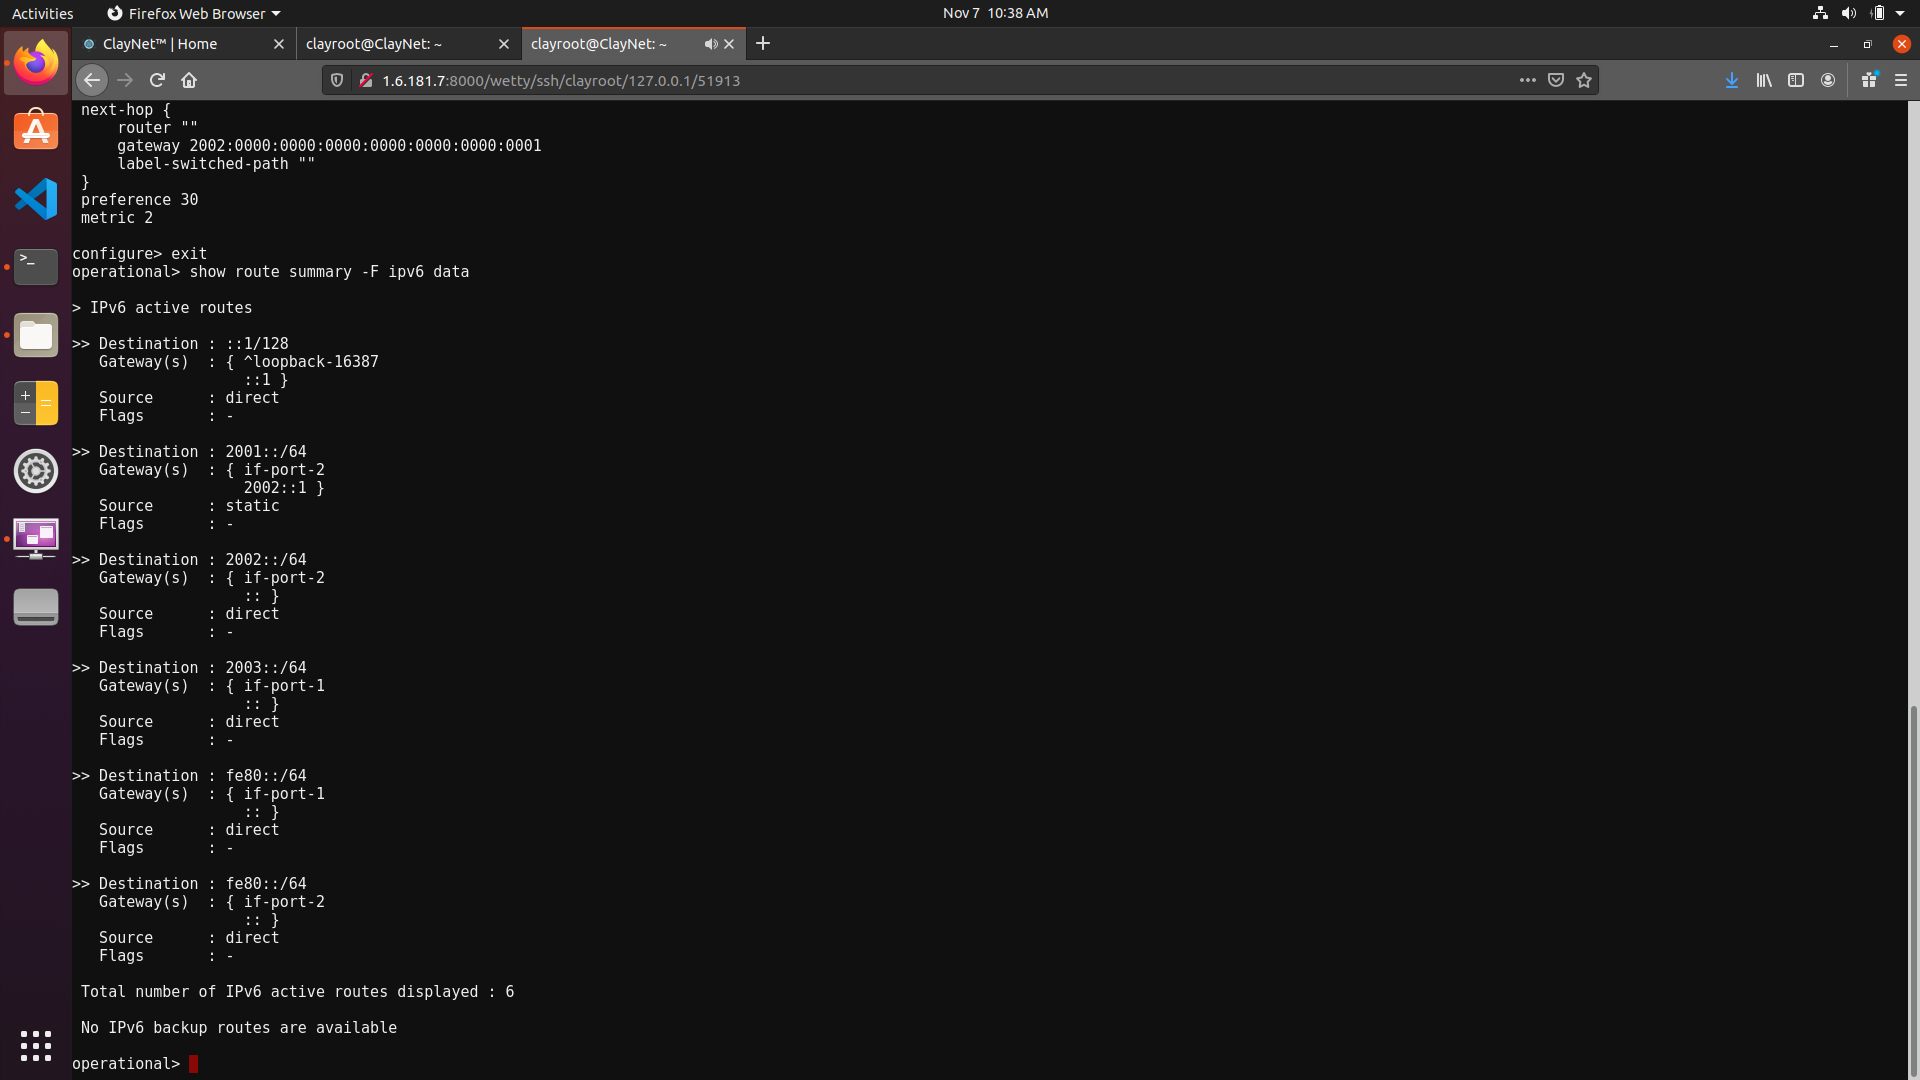 Activities
Firefox Web Browser
Nov 7 10:38 AM
ClayNet™ | Home
clayroot@ClayNet: ~
clayroot@ClayNet: ~
1.6.181.7:8000/wetty/ssh/clayroot/127.0.0.1/51913
next-hop {
router ""
gateway 2002:0000:0000:0000:0000:0000:0000:0001
label-switched-path ""
}
preference 30
metric 2
configure> exit
operational> show route summary -F ipv6 data
> IPv6 active routes
>> Destination : ::1/128
Gateway(s) : { ^loopback-16387
::1 }
Source : direct
Flags : -
>> Destination : 2001::/64
Gateway(s) : { if-port-2
2002::1 }
Source : static
Flags : -
>> Destination : 2002::/64
Gateway(s) : { if-port-2
:: }
Source : direct
Flags : -
>> Destination : 2003::/64
Gateway(s) : { if-port-1
:: }
Source : direct
Flags : -
>> Destination : fe80::/64
Gateway(s) : { if-port-1
:: }
Source : direct
Flags : -
>> Destination : fe80::/64
Gateway(s) : { if-port-2
:: }
Source : direct
Flags : -
Total number of IPv6 active routes displayed : 6
No IPv6 backup routes are available
operational>